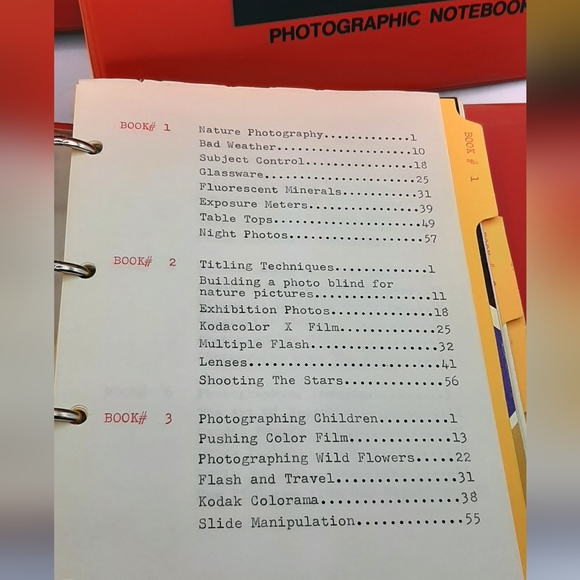 PHOTOGRAPHIC NOTEBOOK
BOOK# 1 Nature Photography.............1
Bad Weather....................10
Subject Control................18
Glassware......................25
Fluorescent Minerals...........31
Exposure Meters................39
Table Tops.....................49
Night Photos...................57
BOOK# 2 Titling Techniques.............1
Building a photo blind for
nature pictures................11
Exhibition Photos..............18
Kodacolor X Film...............25
Multiple Flash.................32
Lenses.........................41
Shooting The Stars.............56
BOOK# 3 Photographing Children.........1
Pushing Color Film.............13
Photographing Wild Flowers.....22
Flash and Travel...............31
Kodak Colorama.................38
Slide Manipulation.............55
BOOK # 1